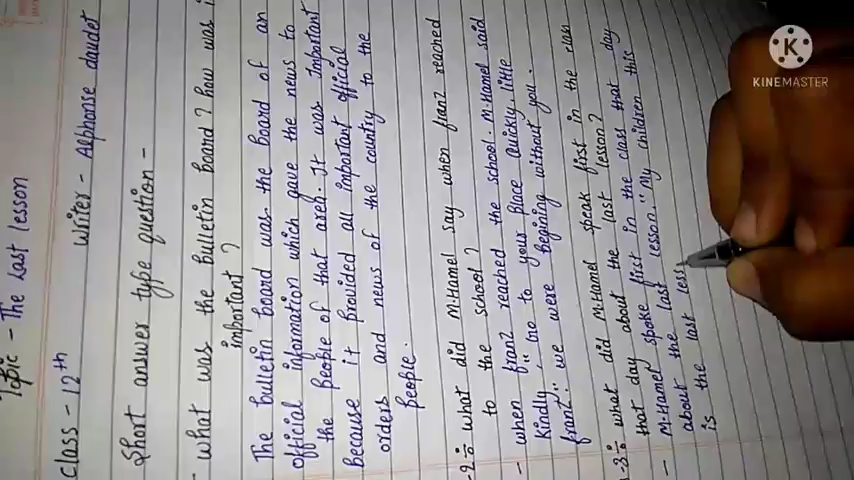 Topic - The Last lesson
class - 12th
writer - Alphonse daudet
Short answer type question -
- what was the bulletin board? how was i
important?
The bulletin board was the board of an
official information which gave the news to
the people of that area. It was important
because it provided all important official
orders and news of the country to the
people.
-2÷ what did M.Hamel say when franz reached
to the school?
- when franz reached the school. M.Hamel said
kindly, "Go to your place quickly little
franz." we were begining without you.
-3÷ what did M.Hamel speak first in the class
that day about the last lesson?
- M.Hamel spoke first in the class that day
about the last lesson. "My children this
is the last less
KINEMASTER